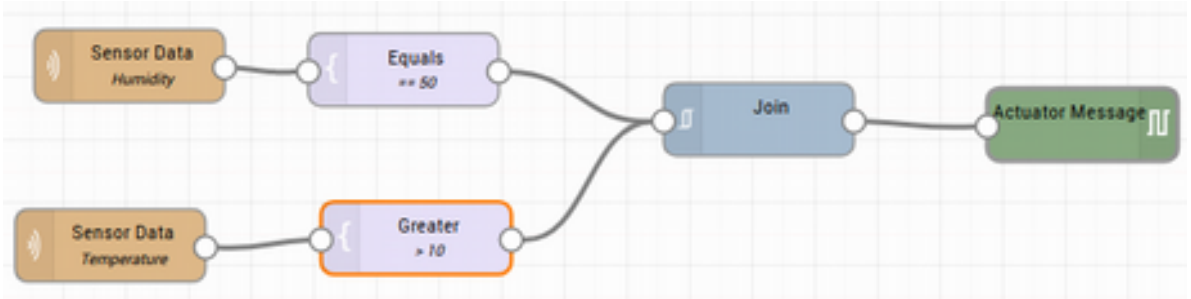 Sensor Data
Humidity
Equals
== 50
Join
Actuator Message
Sensor Data
Temperature
Greater
> 10